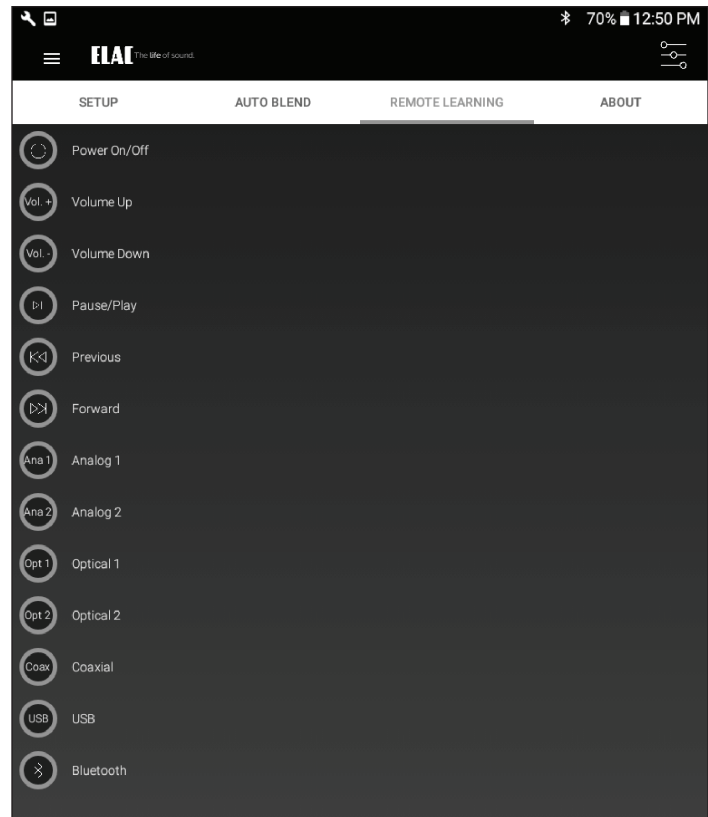 70% 12:50 PM
ELAC The life of sound.
SETUP AUTO BLEND REMOTE LEARNING ABOUT
Power On/Off
Vol. + Volume Up
Vol. - Volume Down
Pause/Play
Previous
Forward
Ana 1 Analog 1
Ana 2 Analog 2
Opt 1 Optical 1
Opt 2 Optical 2
Coax Coaxial
USB USB
Bluetooth